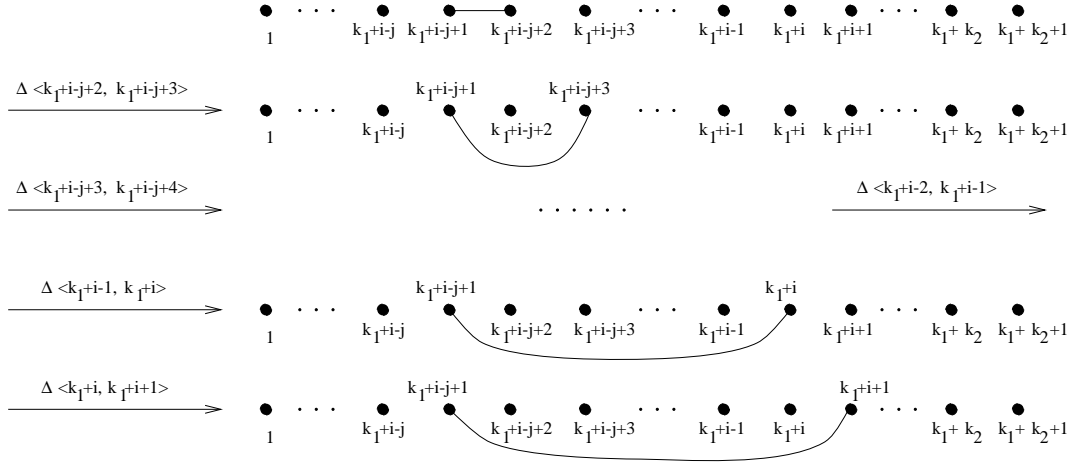 1 · · · k₁+i-j k₁+i-j+1 k₁+i-j+2 k₁+i-j+3 · · · k₁+i-1 k₁+i k₁+i+1 · · · k₁+ k₂ k₁+ k₂+1
Δ <k₁+i-j+2, k₁+i-j+3>
k₁+i-j+1 k₁+i-j+3
1 · · · k₁+i-j k₁+i-j+2 · · · k₁+i-1 k₁+i k₁+i+1 · · · k₁+ k₂ k₁+ k₂+1
Δ <k₁+i-j+3, k₁+i-j+4> · · · · · · Δ <k₁+i-2, k₁+i-1>
Δ <k₁+i-1, k₁+i>
k₁+i-j+1 k₁+i
1 · · · k₁+i-j k₁+i-j+2 k₁+i-j+3 · · · k₁+i-1 k₁+i+1 · · · k₁+ k₂ k₁+ k₂+1
Δ <k₁+i, k₁+i+1>
k₁+i-j+1 k₁+i+1
1 · · · k₁+i-j k₁+i-j+2 k₁+i-j+3 · · · k₁+i-1 k₁+i · · · k₁+ k₂ k₁+ k₂+1